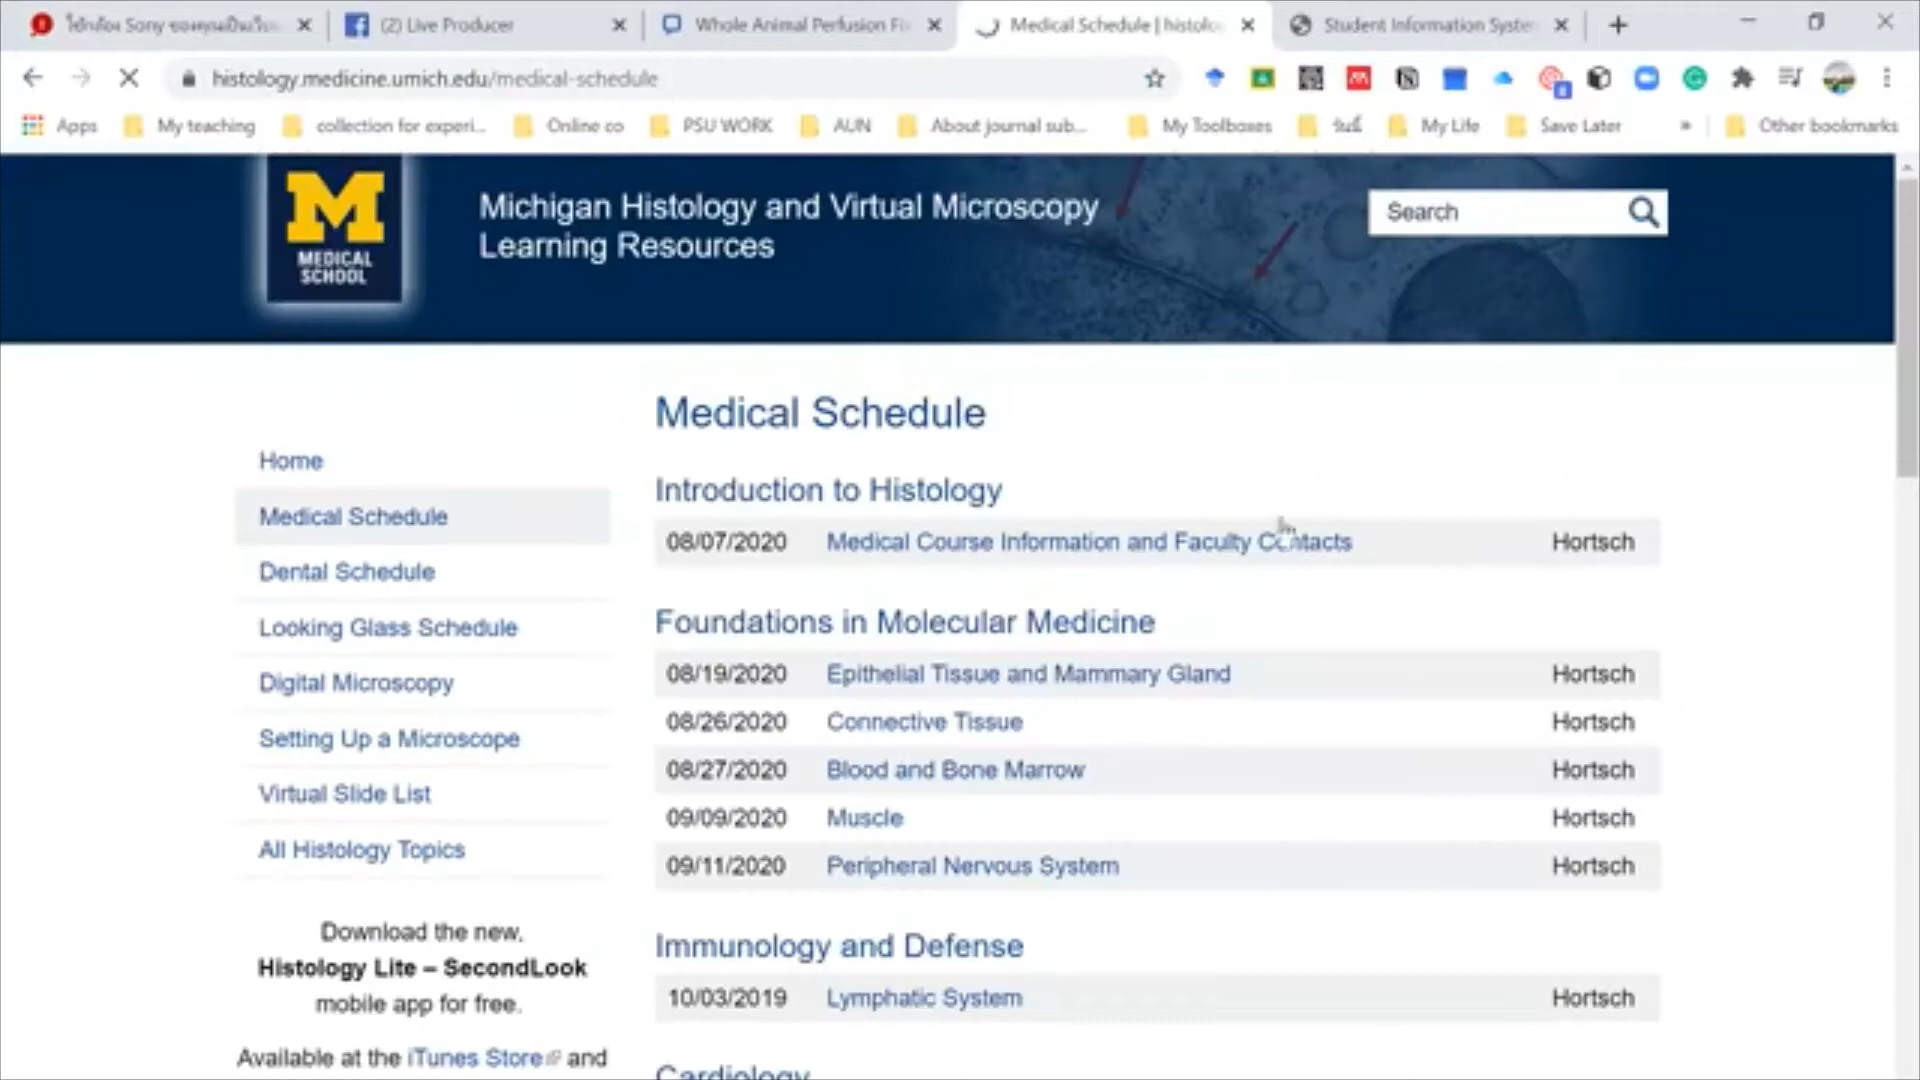 (2) Live Producer
Whole Animal Perfusion Fi
Medical Schedule | histolo
Student Information Syste
histology.medicine.umich.edu/medical-schedule
Apps
My teaching
collection for experi...
Online co
PSU WORK
AUN
About journal sub...
My Toolboxes
วันนี้
My Life
Save Later
»
Other bookmarks
M
MEDICAL
SCHOOL
Michigan Histology and Virtual Microscopy
Learning Resources
Search
Home
Medical Schedule
Dental Schedule
Looking Glass Schedule
Digital Microscopy
Setting Up a Microscope
Virtual Slide List
All Histology Topics
Download the new,
Histology Lite – SecondLook
mobile app for free.
Available at the iTunes Store and
Medical Schedule
Introduction to Histology
08/07/2020 Medical Course Information and Faculty Contacts Hortsch
Foundations in Molecular Medicine
08/19/2020 Epithelial Tissue and Mammary Gland Hortsch
08/26/2020 Connective Tissue Hortsch
08/27/2020 Blood and Bone Marrow Hortsch
09/09/2020 Muscle Hortsch
09/11/2020 Peripheral Nervous System Hortsch
Immunology and Defense
10/03/2019 Lymphatic System Hortsch
Cardiology